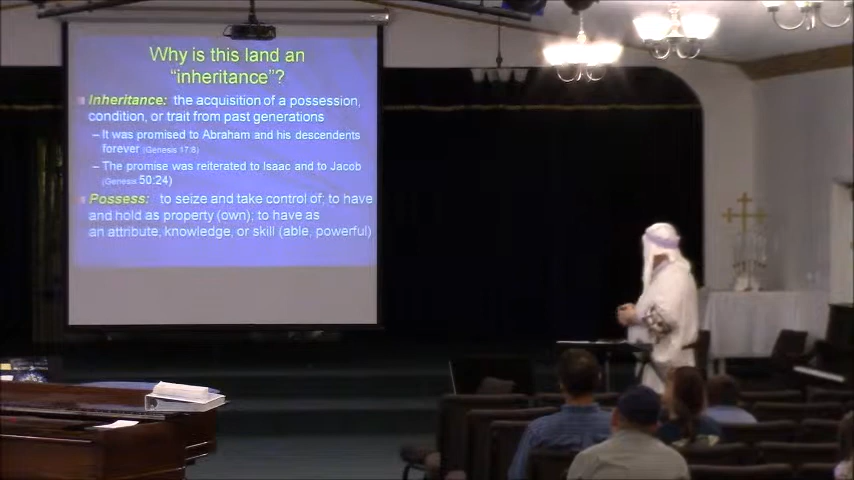 Why is this land an
"inheritance"?
Inheritance: the acquisition of a possession,
condition, or trait from past generations
– It was promised to Abraham and his descendents
forever (Genesis 17:8)
– The promise was reiterated to Isaac and to Jacob
(Genesis 50:24)
Possess: to seize and take control of; to have
and hold as property (own); to have as
an attribute, knowledge, or skill (able, powerful)